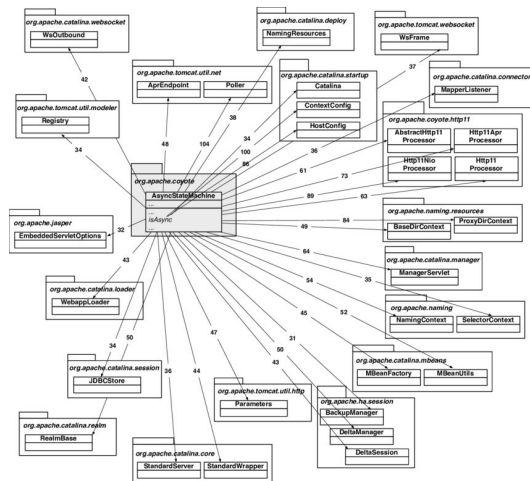 org.apache.catalina.websocket
WsOutbound
org.apache.catalina.deploy
NamingResources
org.apache.tomcat.websocket
WsFrame
org.apache.tomcat.util.net
AprEndpoint
Poller
org.apache.catalina.startup
Catalina
ContextConfig
HostConfig
org.apache.catalina.connector
MapperListener
org.apache.tomcat.util.modeler
Registry
org.apache.coyote.http11
AbstractHttp11
Processor
Http11Apr
Processor
Http11Nio
Processor
Http11
Processor
42
37
38
34
104
100
86
48
34
36
61
73
89
63
org.apache.coyote
AsyncStateMachine
...
isAsync
...
org.apache.jasper
EmbeddedServletOptions
32
84
49
org.apache.naming.resources
BaseDirContext
ProxyDirContext
64
org.apache.catalina.manager
ManagerServlet
43
org.apache.catalina.loader
WebappLoader
35
54
org.apache.naming
NamingContext
SelectorContext
52
45
47
34
50
31
org.apache.catalina.session
JDBCStore
36
44
50
43
org.apache.catalina.mbeans
MBeanFactory
MBeanUtils
org.apache.tomcat.util.http
Parameters
org.apache.ha.session
BackupManager
DeltaManager
DeltaSession
org.apache.catalina.realm
RealmBase
org.apache.catalina.core
StandardServer
StandardWrapper